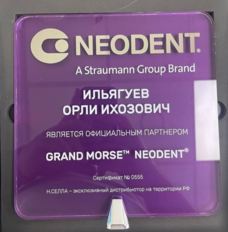 NEODENT®
A Straumann Group Brand
ИЛЬЯГУЕВ
ОРЛИ ИХОЗОВИЧ
ЯВЛЯЕТСЯ ОФИЦИАЛЬНЫМ ПАРТНЕРОМ
GRAND MORSE™ NEODENT®
Сертификат № 0555
Н.СЕЛЛА – эксклюзивный дистрибьютор на территории РФ